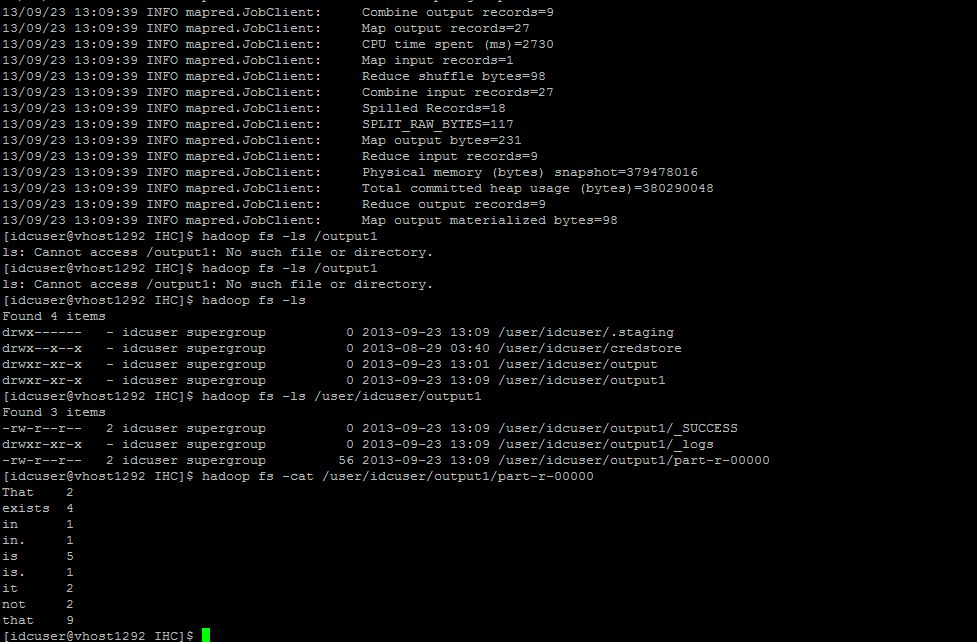 13/09/23 13:09:39 INFO mapred.JobClient:     Combine output records=9
13/09/23 13:09:39 INFO mapred.JobClient:     Map output records=27
13/09/23 13:09:39 INFO mapred.JobClient:     CPU time spent (ms)=2730
13/09/23 13:09:39 INFO mapred.JobClient:     Map input records=1
13/09/23 13:09:39 INFO mapred.JobClient:     Reduce shuffle bytes=98
13/09/23 13:09:39 INFO mapred.JobClient:     Combine input records=27
13/09/23 13:09:39 INFO mapred.JobClient:     Spilled Records=18
13/09/23 13:09:39 INFO mapred.JobClient:     SPLIT_RAW_BYTES=117
13/09/23 13:09:39 INFO mapred.JobClient:     Map output bytes=231
13/09/23 13:09:39 INFO mapred.JobClient:     Reduce input records=9
13/09/23 13:09:39 INFO mapred.JobClient:     Physical memory (bytes) snapshot=379478016
13/09/23 13:09:39 INFO mapred.JobClient:     Total committed heap usage (bytes)=380290048
13/09/23 13:09:39 INFO mapred.JobClient:     Reduce output records=9
13/09/23 13:09:39 INFO mapred.JobClient:     Map output materialized bytes=98
[idcuser@vhost1292 IHC]$ hadoop fs -ls /output1
ls: Cannot access /output1: No such file or directory.
[idcuser@vhost1292 IHC]$ hadoop fs -ls /output1
ls: Cannot access /output1: No such file or directory.
[idcuser@vhost1292 IHC]$ hadoop fs -ls
Found 4 items
drwx------   - idcuser supergroup          0 2013-09-23 13:09 /user/idcuser/.staging
drwx--x--x   - idcuser supergroup          0 2013-08-29 03:40 /user/idcuser/credstore
drwxr-xr-x   - idcuser supergroup          0 2013-09-23 13:01 /user/idcuser/output
drwxr-xr-x   - idcuser supergroup          0 2013-09-23 13:09 /user/idcuser/output1
[idcuser@vhost1292 IHC]$ hadoop fs -ls /user/idcuser/output1
Found 3 items
-rw-r--r--   2 idcuser supergroup          0 2013-09-23 13:09 /user/idcuser/output1/_SUCCESS
drwxr-xr-x   - idcuser supergroup          0 2013-09-23 13:09 /user/idcuser/output1/_logs
-rw-r--r--   2 idcuser supergroup         56 2013-09-23 13:09 /user/idcuser/output1/part-r-00000
[idcuser@vhost1292 IHC]$ hadoop fs -cat /user/idcuser/output1/part-r-00000
That    2
exists  4
in      1
in.     1
is      5
is.     1
it      2
not     2
that    9
[idcuser@vhost1292 IHC]$